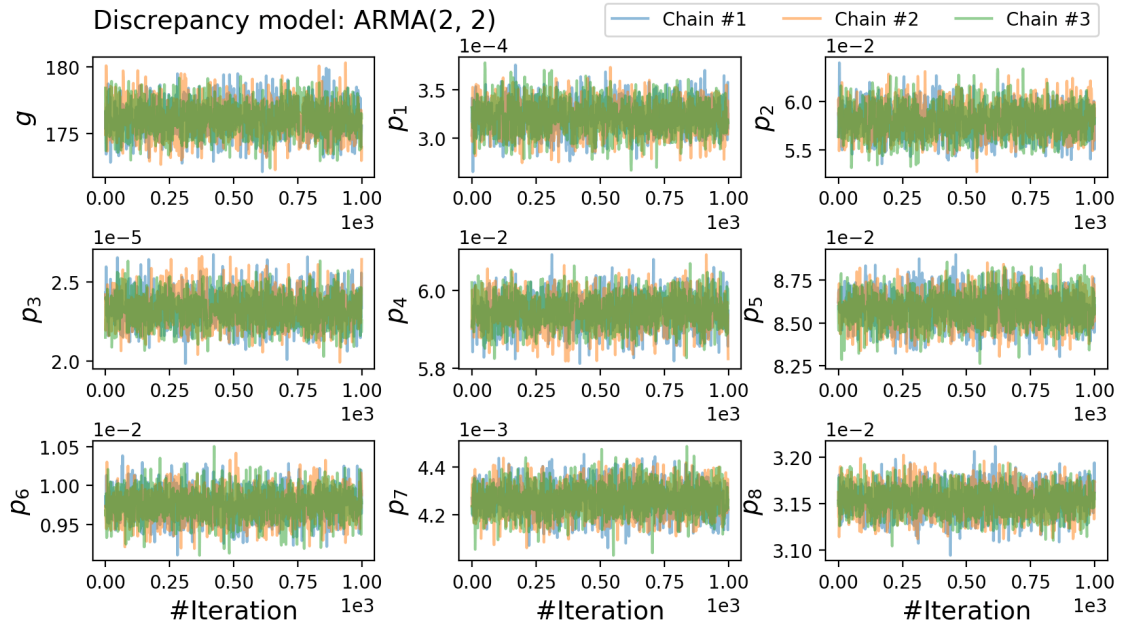 Discrepancy model: ARMA(2, 2)
Chain #1 Chain #2 Chain #3
1e−4 1e−2
180
175
g
0.00 0.25 0.50 0.75 1.00
1e3
3.5
3.0
p1
0.00 0.25 0.50 0.75 1.00
1e3
6.0
5.5
p2
0.00 0.25 0.50 0.75 1.00
1e3
1e−5
2.5
2.0
p3
0.00 0.25 0.50 0.75 1.00
1e3
1e−2
6.0
5.8
p4
0.00 0.25 0.50 0.75 1.00
1e3
1e−2
8.75
8.50
8.25
p5
0.00 0.25 0.50 0.75 1.00
1e3
1e−2
1.05
1.00
0.95
p6
0.00 0.25 0.50 0.75 1.00
1e3
#Iteration
1e−3
4.4
4.2
p7
0.00 0.25 0.50 0.75 1.00
1e3
#Iteration
1e−2
3.20
3.15
3.10
p8
0.00 0.25 0.50 0.75 1.00
1e3
#Iteration